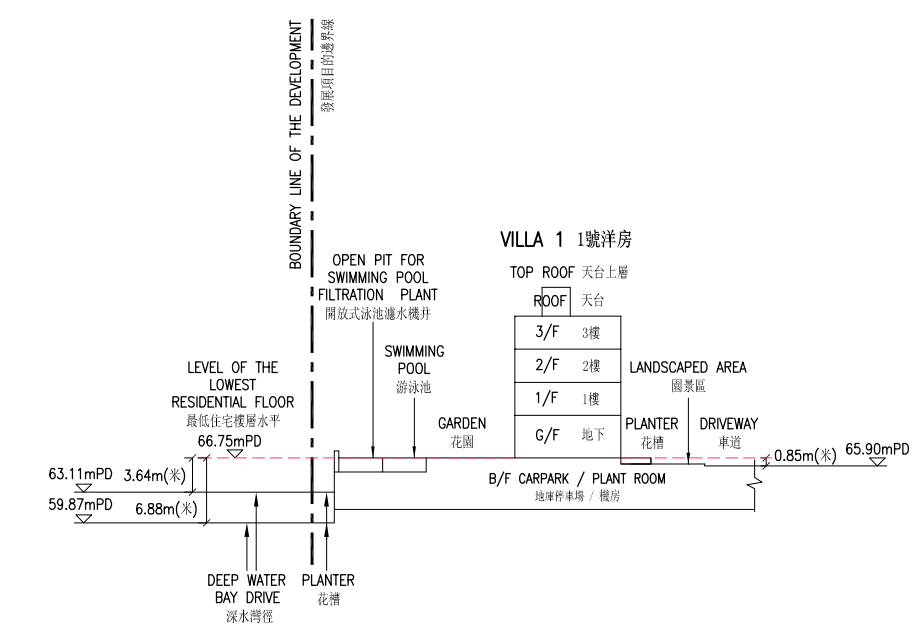 BOUNDARY LINE OF THE DEVELOPMENT
發展項目的邊界線
VILLA 1 1號洋房
TOP ROOF 天台上層
ROOF 天台
3/F 3樓
2/F 2樓
1/F 1樓
G/F 地下
OPEN PIT FOR
SWIMMING POOL
FILTRATION PLANT
開放式泳池濾水機井
SWIMMING
POOL
游泳池
LEVEL OF THE
LOWEST
RESIDENTIAL FLOOR
最低住宅樓層水平
66.75mPD
GARDEN
花園
LANDSCAPED AREA
園景區
PLANTER
花槽
DRIVEWAY
車道
0.85m(米)
65.90mPD
B/F CARPARK / PLANT ROOM
地庫停車場 / 機房
63.11mPD
3.64m(米)
59.87mPD
6.88m(米)
DEEP WATER
BAY DRIVE
深水灣徑
PLANTER
花槽